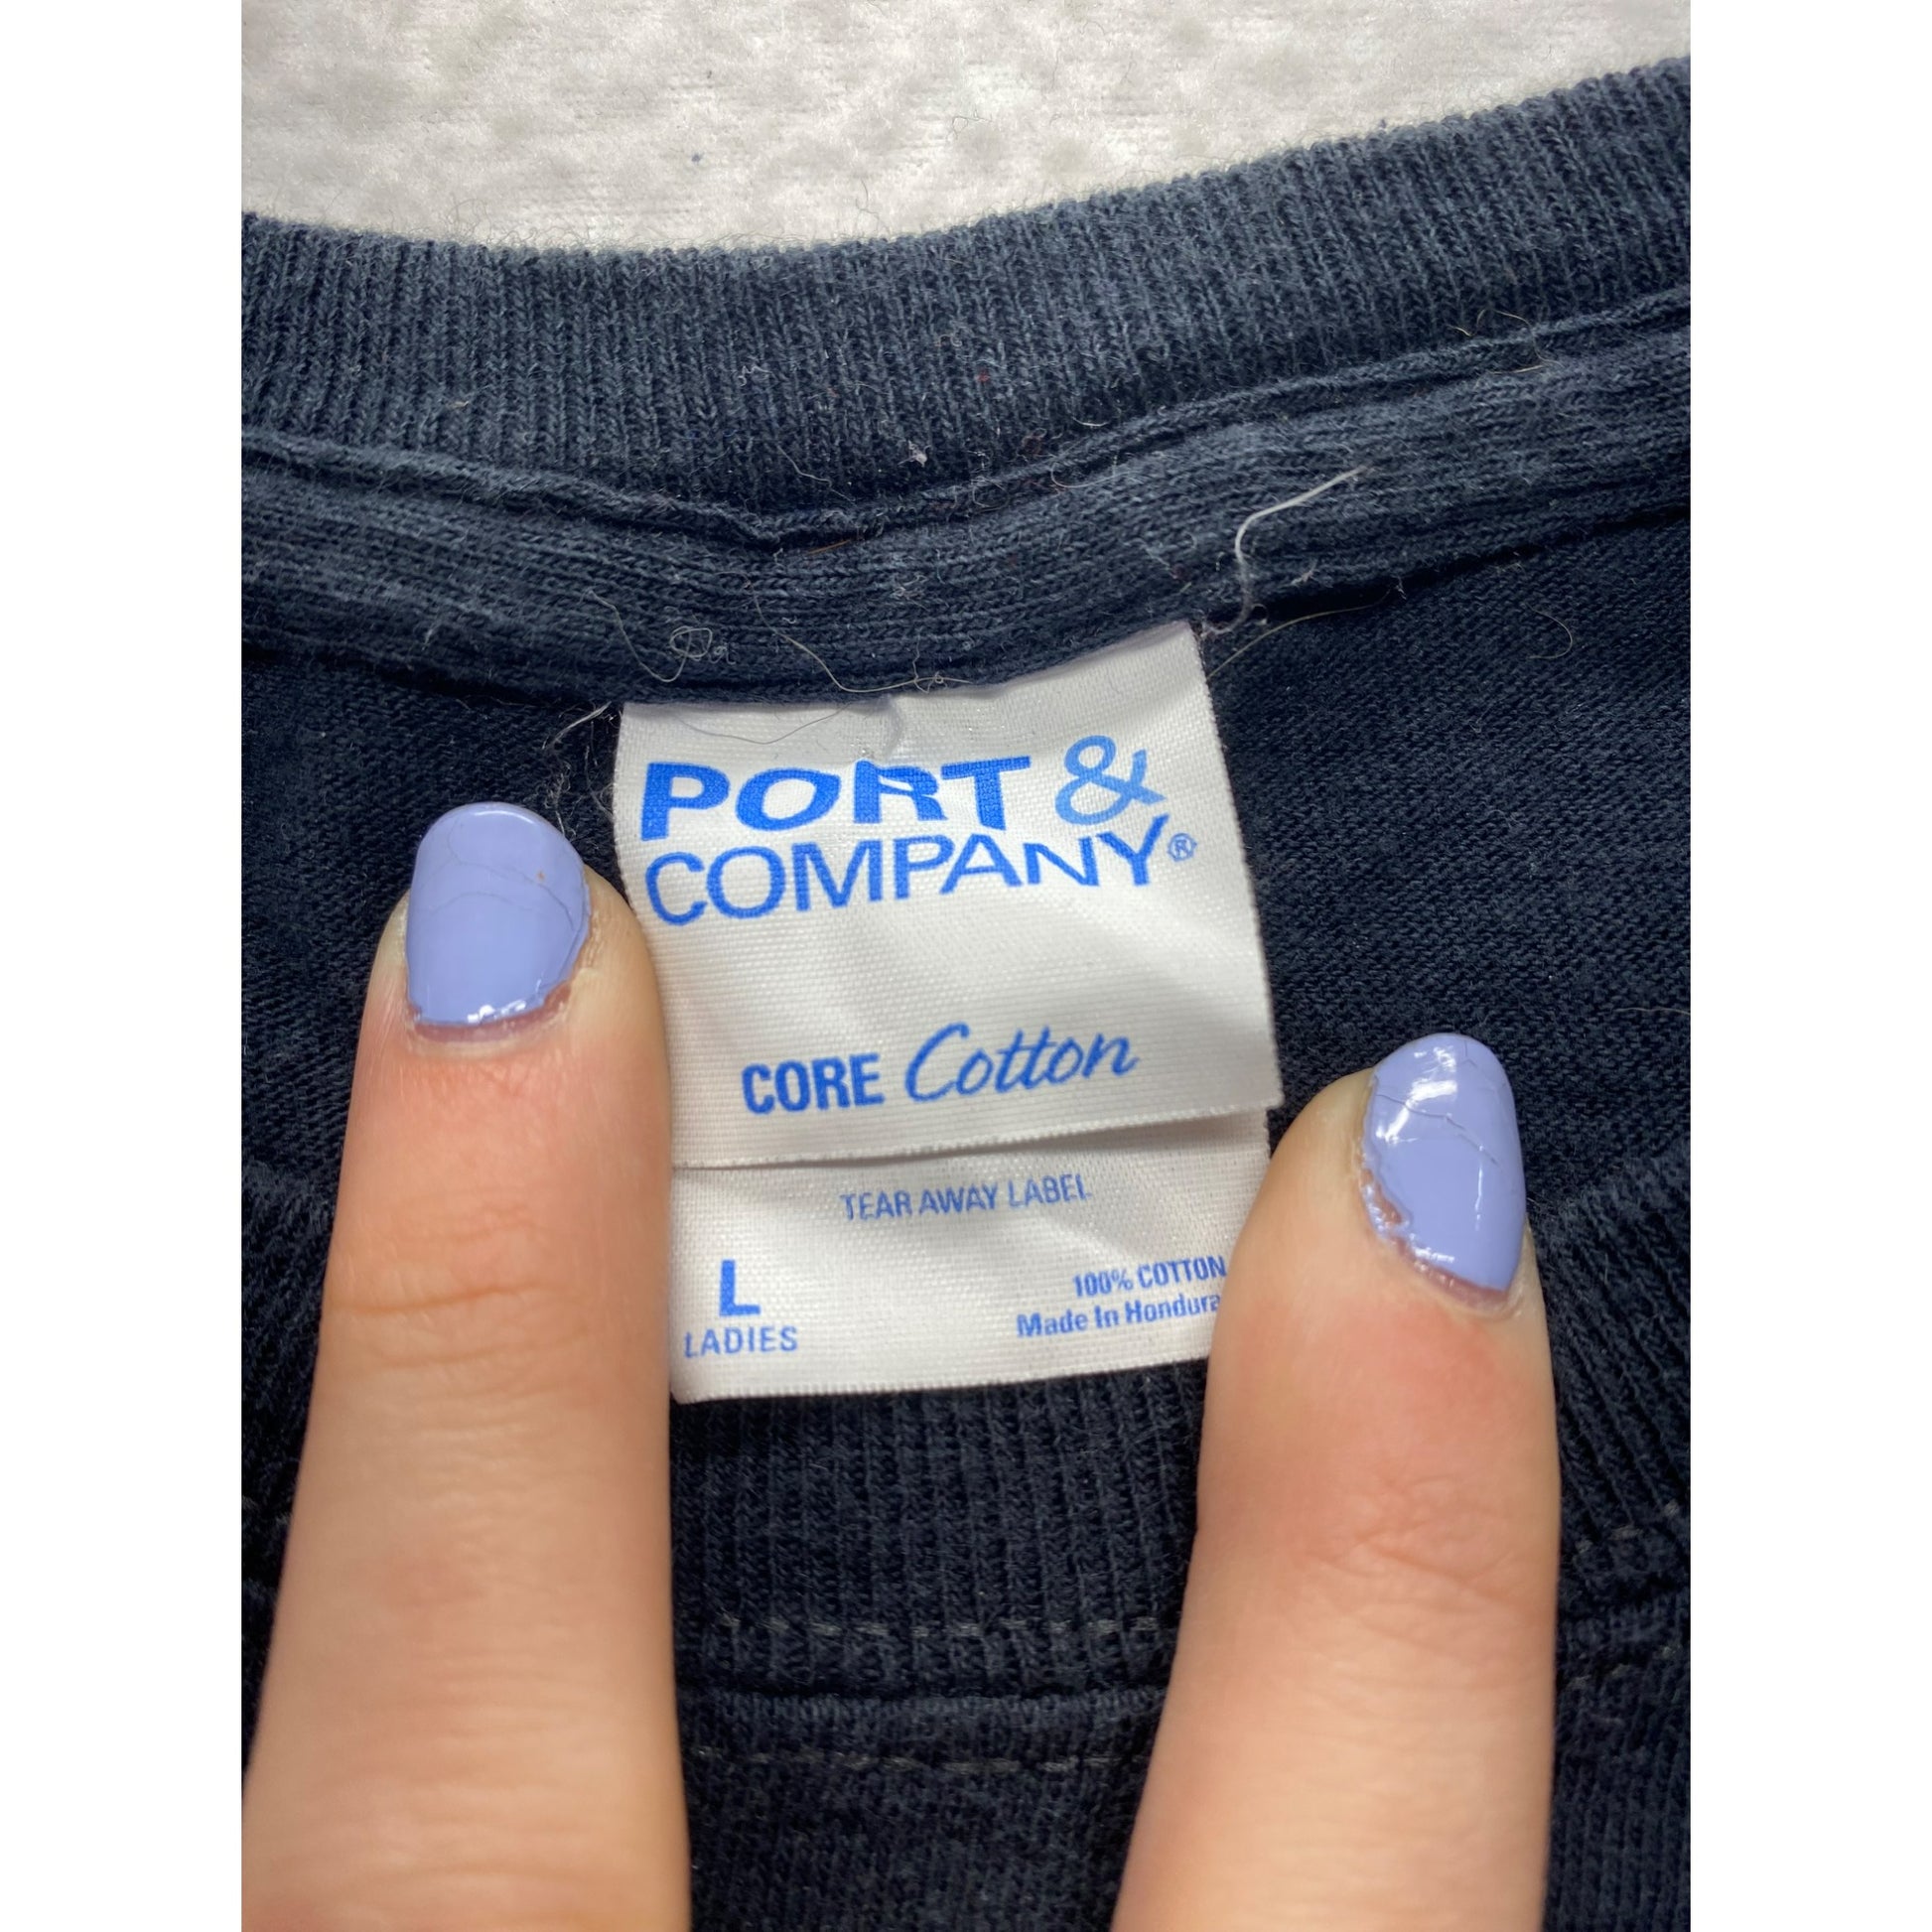 PORT &
COMPANY®
CORE Cotton
TEAR AWAY LABEL
L
LADIES
100% COTTON
Made In Hondura